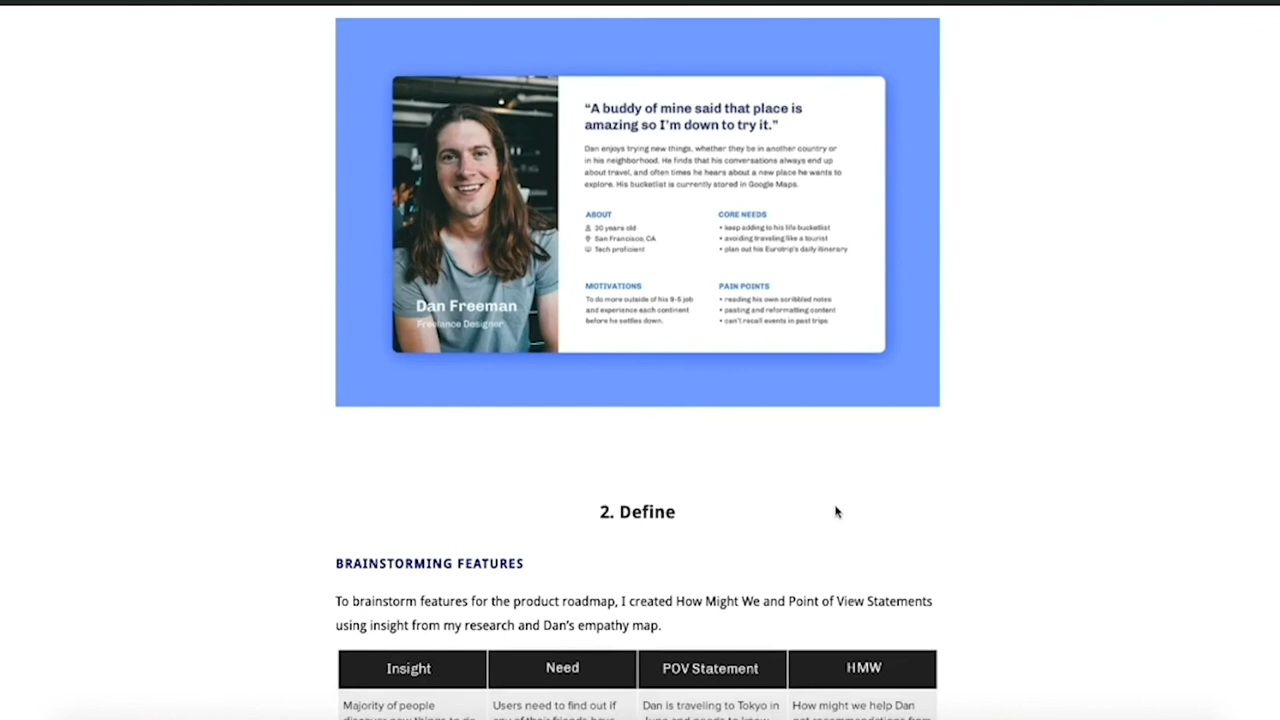 “A buddy of mine said that place is
amazing so I’m down to try it.”
Dan enjoys trying new things, whether they be in another country or
in his neighborhood. He finds that his conversations always end up
about travel, and often times he hears about a new place he wants to
explore. His bucketlist is currently stored in Google Maps.
ABOUT
30 years old
San Francisco, CA
Tech proficient
CORE NEEDS
• keep adding to his life bucketlist
• avoiding traveling like a tourist
• plan out his Eurotrip's daily itinerary
MOTIVATIONS
To do more outside of his 9-5 job
and experience each continent
before he settles down.
PAIN POINTS
• reading his own scribbled notes
• pasting and reformatting content
• can't recall events in past trips
Dan Freeman
Freelance Designer
2. Define
BRAINSTORMING FEATURES
To brainstorm features for the product roadmap, I created How Might We and Point of View Statements
using insight from my research and Dan’s empathy map.
Insight
Need
POV Statement
HMW
Majority of people
Users need to find out if
Dan is traveling to Tokyo in
How might we help Dan